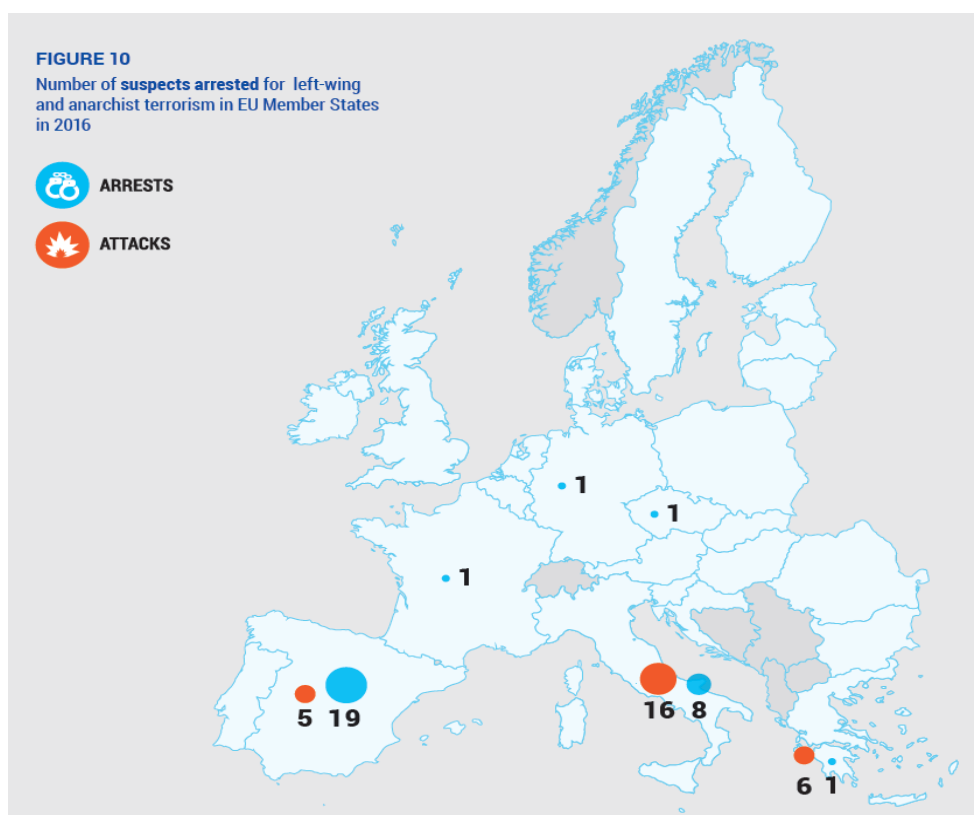 FIGURE 10
Number of suspects arrested for left-wing
and anarchist terrorism in EU Member States
in 2016
ARRESTS
ATTACKS
1
1
1
5 19
16 8
6 1